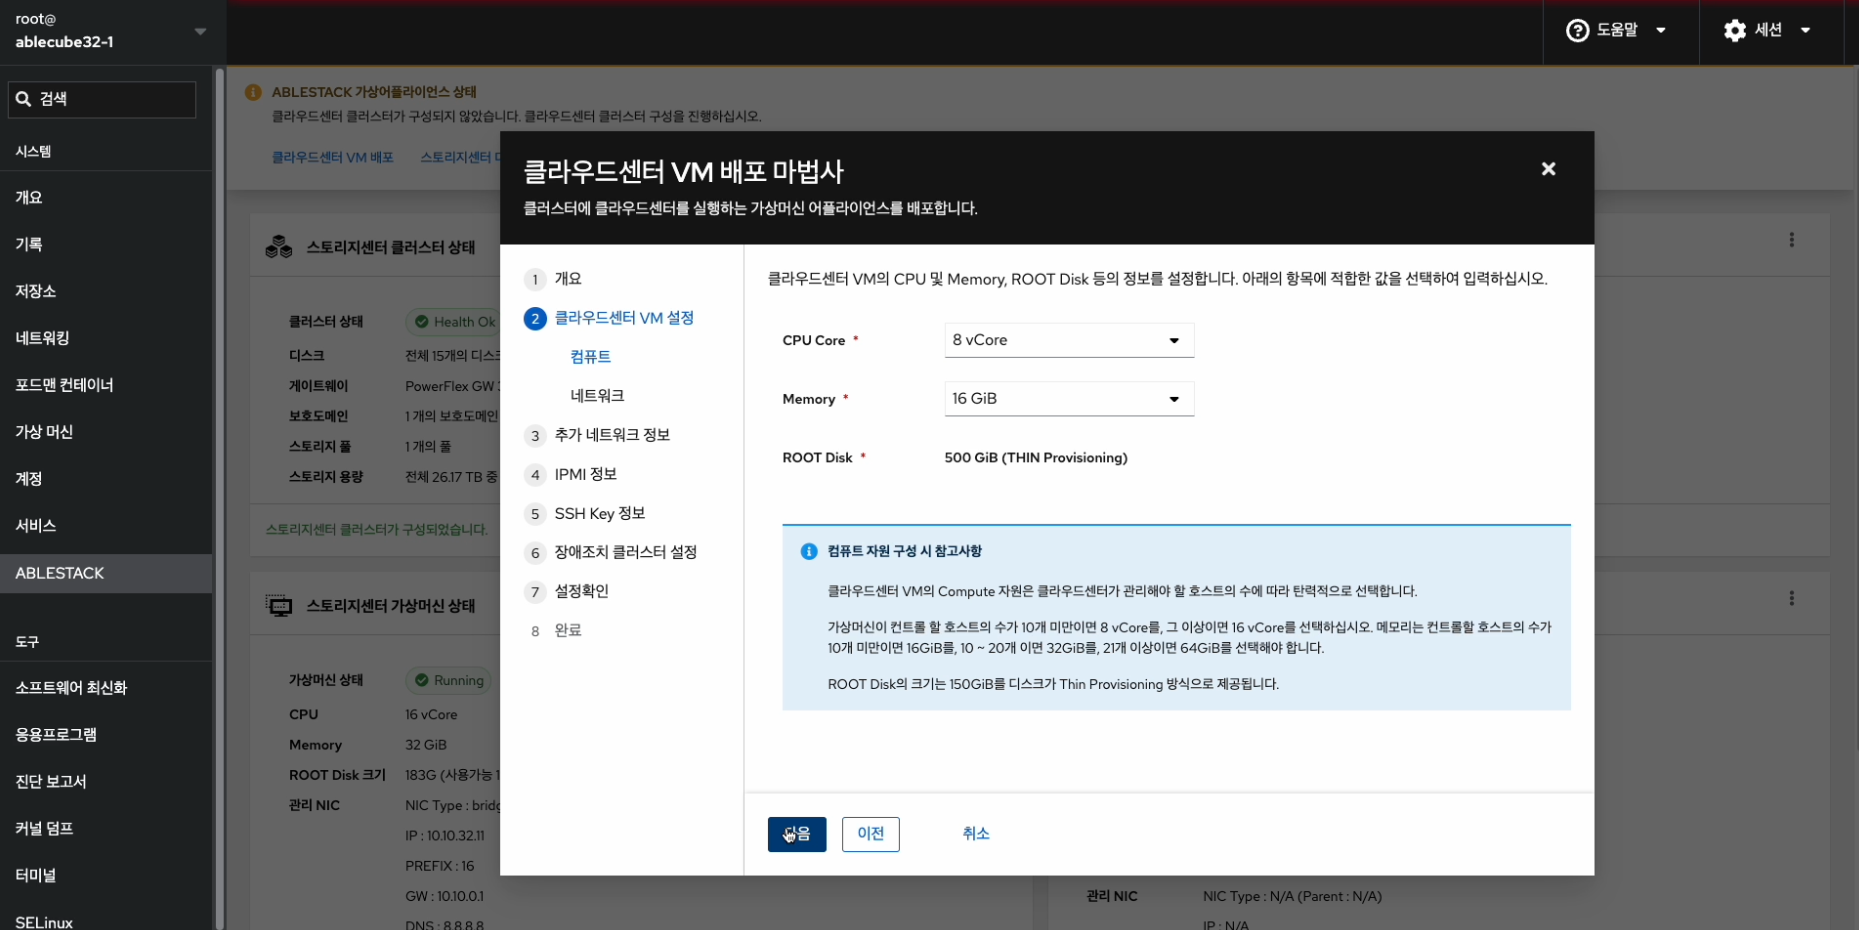 root@
ablecube32-1
도움말
세션
검색
시스템
개요
기록
저장소
네트워킹
포드맨 컨테이너
가상 머신
계정
서비스
ABLESTACK
도구
소프트웨어 최신화
응용프로그램
진단 보고서
커널 덤프
터미널
SELinux
ABLESTACK 가상어플라이언스 상태
클라우드센터 클러스터가 구성되지 않았습니다. 클라우드센터 클러스터 구성을 진행하십시오.
클라우드센터 VM 배포
스토리지센터
스토리지센터 클러스터 상태
클러스터 상태
Health Ok
디스크
전체 15개의 디스크
게이트웨이
PowerFlex GW
보호도메인
1 개의 보호도메인
스토리지 풀
1 개의 풀
스토리지 용량
전체 26.17 TB 중
스토리지센터 클러스터가 구성되었습니다.
스토리지센터 가상머신 상태
가상머신 상태
Running
CPU
16 vCore
Memory
32 GiB
ROOT Disk 크기
183G (사용가능
관리 NIC
NIC Type : bridg
IP : 10.10.32.11
PREFIX : 16
GW : 10.10.0.1
DNS : 8.8.8.8
관리 NIC
NIC Type : N/A (Parent : N/A)
IP : N/A
클라우드센터 VM 배포 마법사
클러스터에 클라우드센터를 실행하는 가상머신 어플라이언스를 배포합니다.
1 개요
2 클라우드센터 VM 설정
컴퓨트
네트워크
3 추가 네트워크 정보
4 IPMI 정보
5 SSH Key 정보
6 장애조치 클러스터 설정
7 설정확인
8 완료
클라우드센터 VM의 CPU 및 Memory, ROOT Disk 등의 정보를 설정합니다. 아래의 항목에 적합한 값을 선택하여 입력하십시오.
CPU Core *
8 vCore
Memory *
16 GiB
ROOT Disk *
500 GiB (THIN Provisioning)
컴퓨트 자원 구성 시 참고사항
클라우드센터 VM의 Compute 자원은 클라우드센터가 관리해야 할 호스트의 수에 따라 탄력적으로 선택합니다.
가상머신이 컨트롤 할 호스트의 수가 10개 미만이면 8 vCore를, 그 이상이면 16 vCore를 선택하십시오. 메모리는 컨트롤할 호스트의 수가
10개 미만이면 16GiB를, 10 ~ 20개 이면 32GiB를, 21개 이상이면 64GiB를 선택해야 합니다.
ROOT Disk의 크기는 150GiB를 디스크가 Thin Provisioning 방식으로 제공됩니다.
다음
이전
취소